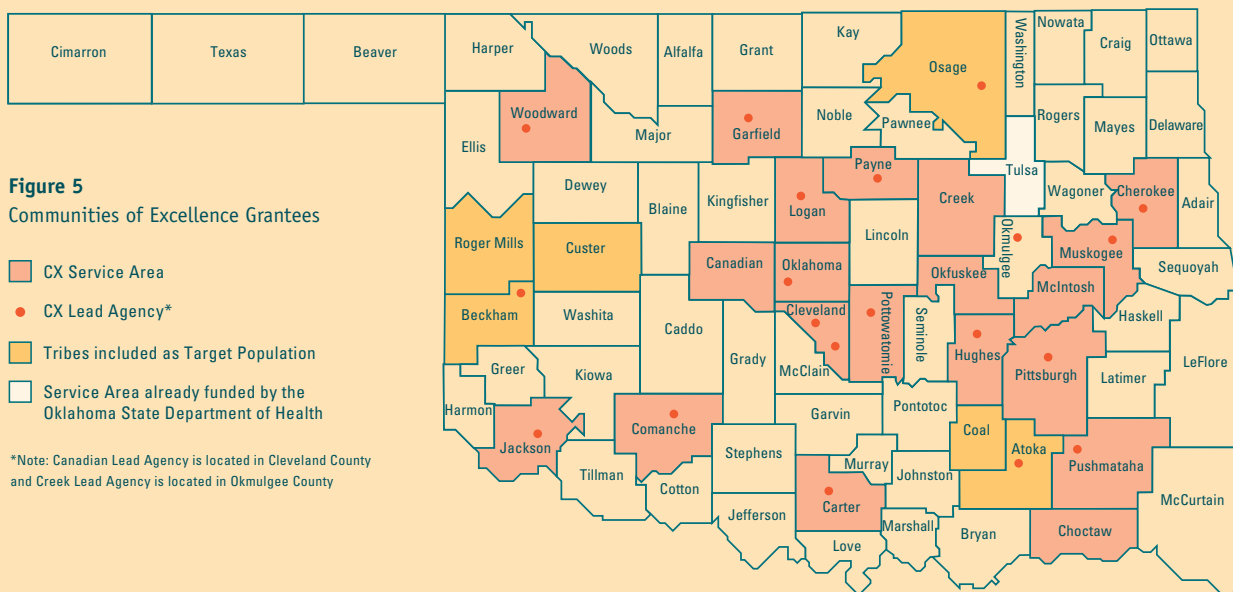 Cimarron
Texas
Beaver
Harper
Woods
Alfalfa
Grant
Kay
Osage
Washington
Nowata
Craig
Ottawa
Woodward
Ellis
Major
Garfield
Noble
Pawnee
Rogers
Mayes
Delaware
Figure 5
Communities of Excellence Grantees
CX Service Area
CX Lead Agency*
Tribes included as Target Population
Service Area already funded by the
Oklahoma State Department of Health
*Note: Canadian Lead Agency is located in Cleveland County
and Creek Lead Agency is located in Okmulgee County
Dewey
Blaine
Kingfisher
Logan
Payne
Tulsa
Creek
Wagoner
Cherokee
Adair
Roger Mills
Custer
Canadian
Oklahoma
Lincoln
Okmulgee
Muskogee
Sequoyah
Okfuskee
McIntosh
Beckham
Washita
Caddo
Grady
Cleveland
McClain
Pottowatomie
Seminole
Hughes
Pittsburgh
Haskell
Latimer
LeFlore
Greer
Kiowa
Harmon
Jackson
Comanche
Tillman
Cotton
Stephens
Garvin
Pontotoc
Coal
Atoka
Pushmataha
McCurtain
Murray
Johnston
Carter
Jefferson
Love
Marshall
Bryan
Choctaw